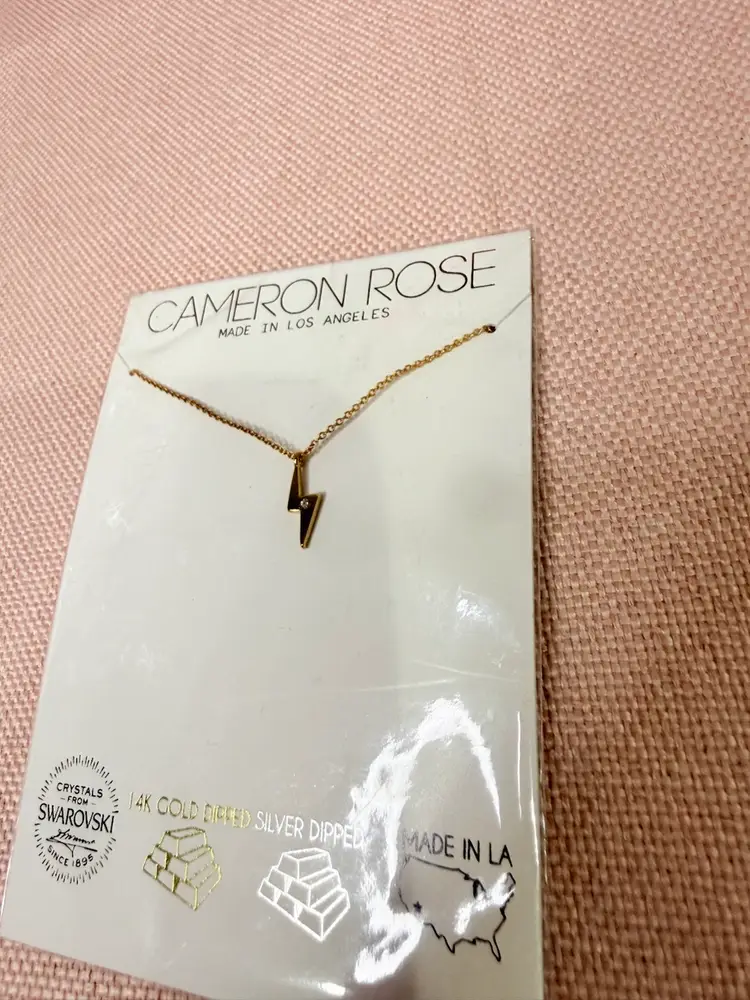 CAMERON ROSE
MADE IN LOS ANGELES
CRYSTALS
FROM
SWAROVSKI
SINCE 1895
14K GOLD DIPPED
SILVER DIPPED
MADE IN LA